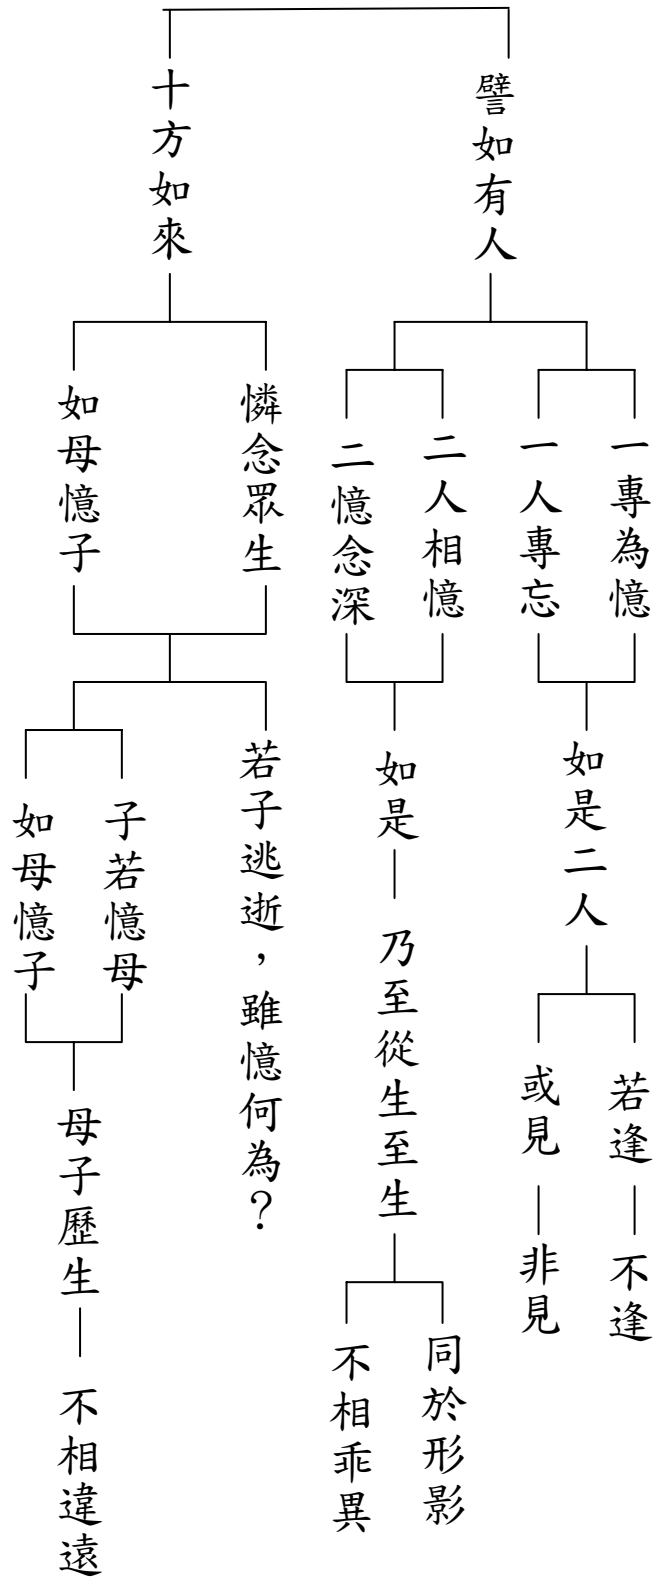 譬如有人
一專為憶
一人專忘
如是二人
若逢
不逢
或見
非見
二人相憶
二憶念深
如是
乃至從生至生
同於形影
不相乖異
十方如來
憐念眾生
如母憶子
若子逃逝，雖憶何為？
子若憶母
如母憶子
母子歷生
不相違遠